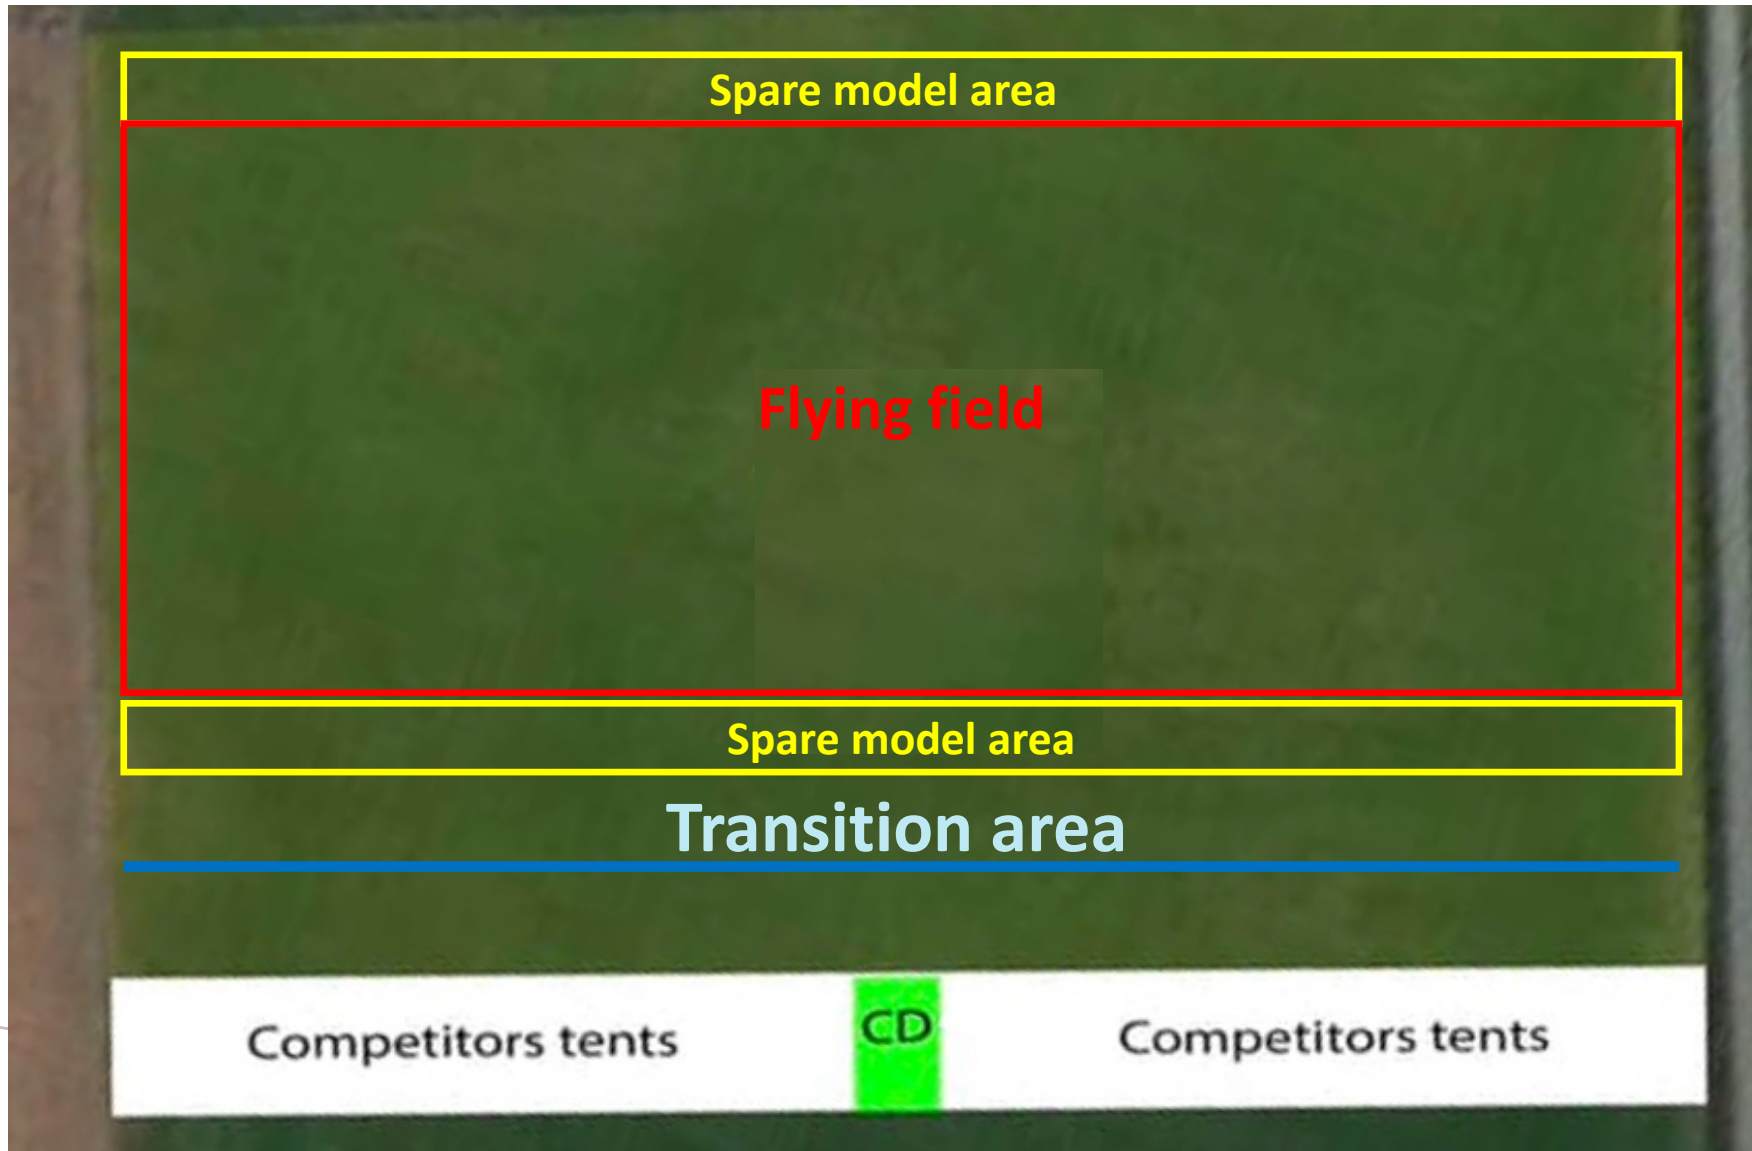 Spare model area
Flying field
Spare model area
Transition area
Competitors tents
CD
Competitors tents